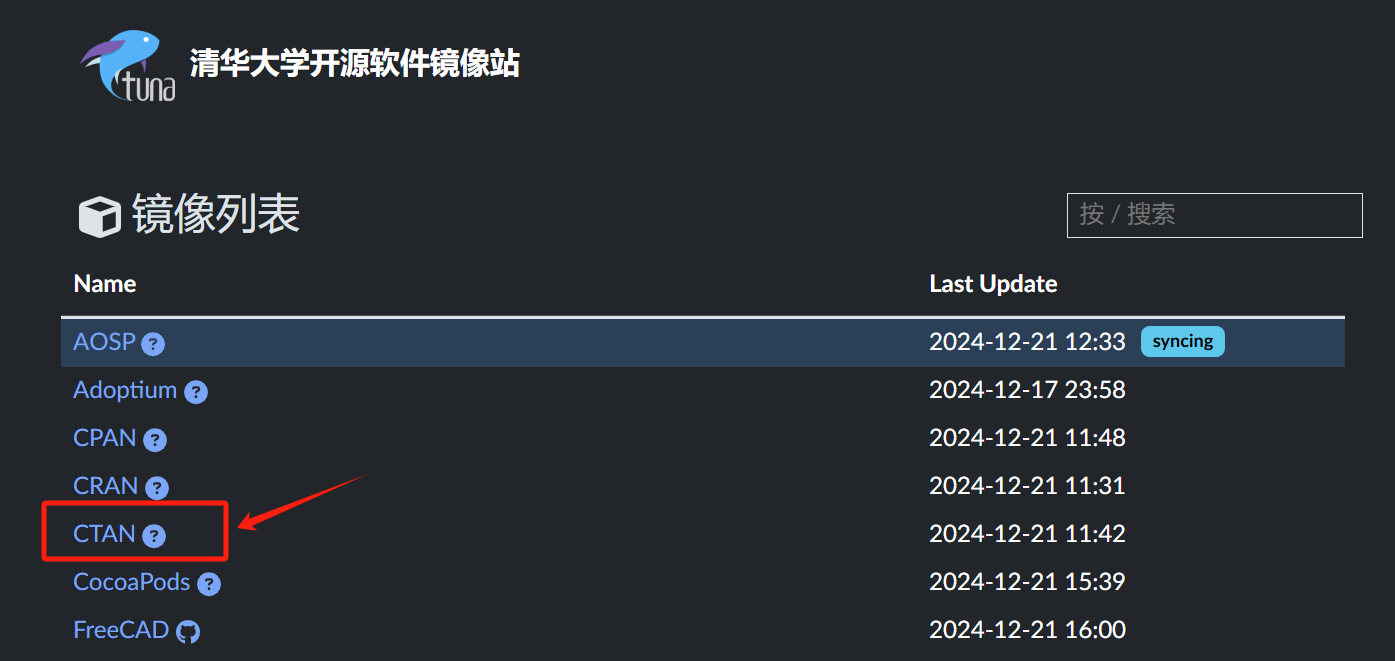 tuna 清华大学开源软件镜像站
镜像列表 按 / 搜索
Name Last Update
AOSP ? 2024-12-21 12:33 syncing
Adoptium ? 2024-12-17 23:58
CPAN ? 2024-12-21 11:48
CRAN ? 2024-12-21 11:31
CTAN ? 2024-12-21 11:42
CocoaPods ? 2024-12-21 15:39
FreeCAD 2024-12-21 16:00